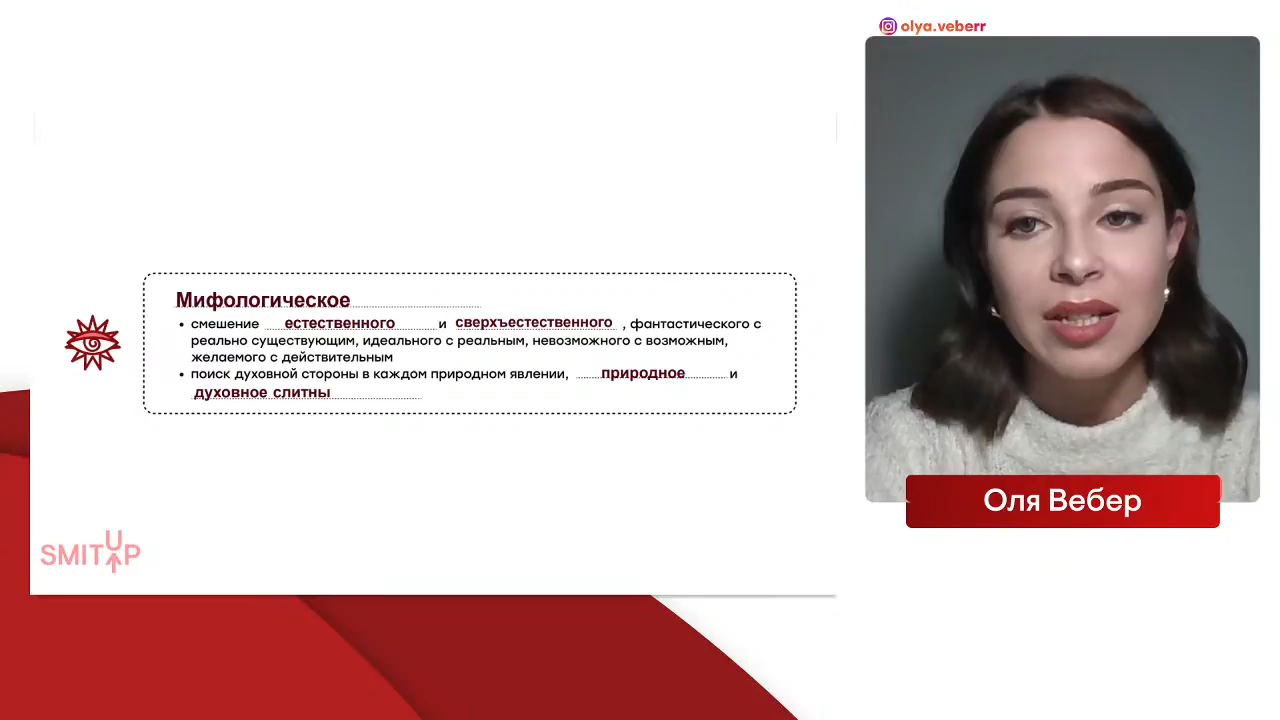 olya.veberr
Мифологическое
• смешение естественного и сверхъестественного , фантастического с
реально существующим, идеального с реальным, невозможного с возможным,
желаемого с действительным
• поиск духовной стороны в каждом природном явлении, природное и
духовное слитны
SMITUP
Оля Вебер